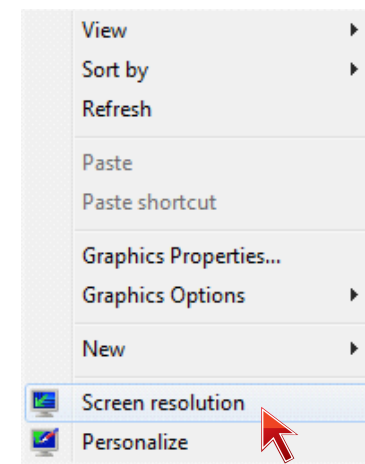 View
Sort by
Refresh
Paste
Paste shortcut
Graphics Properties...
Graphics Options
New
Screen resolution
Personalize